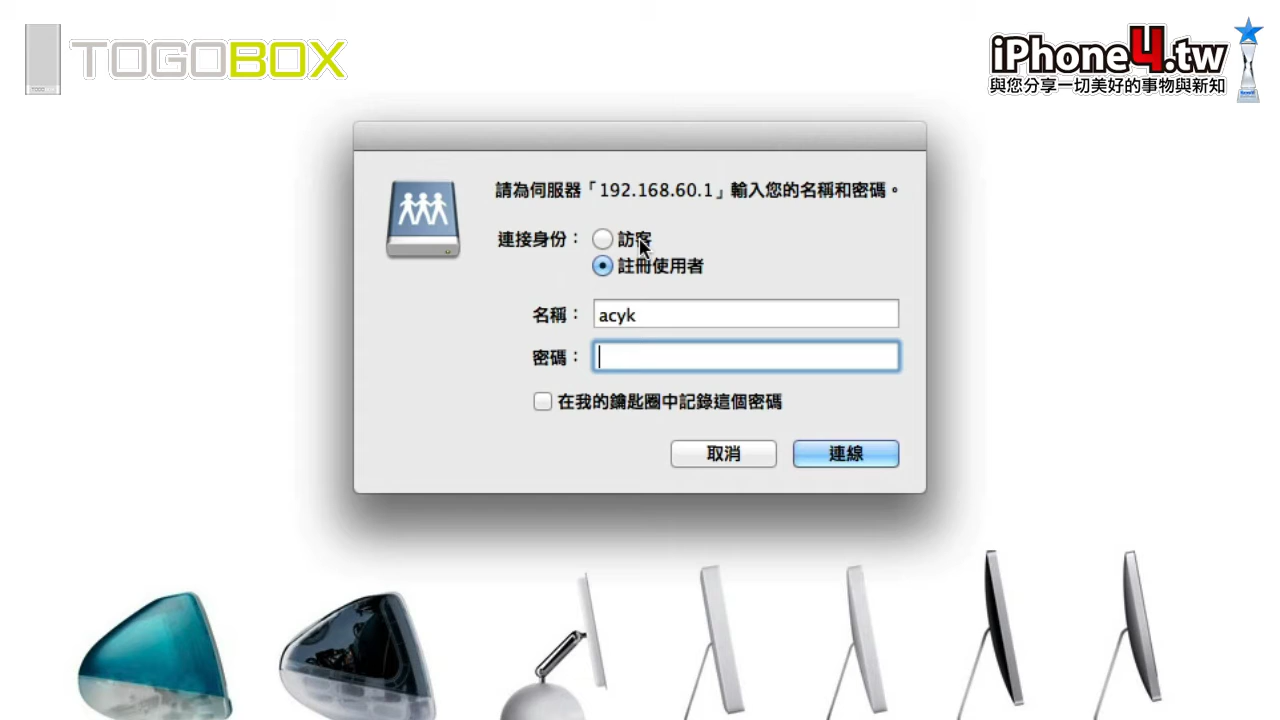 TOGOBOX
iPhone4.tw
與您分享一切美好的事物與新知
請為伺服器「192.168.60.1」輸入您的名稱和密碼。
連接身份：
訪客
註冊使用者
名稱：
acyk
密碼：
在我的鑰匙圈中記錄這個密碼
取消
連線